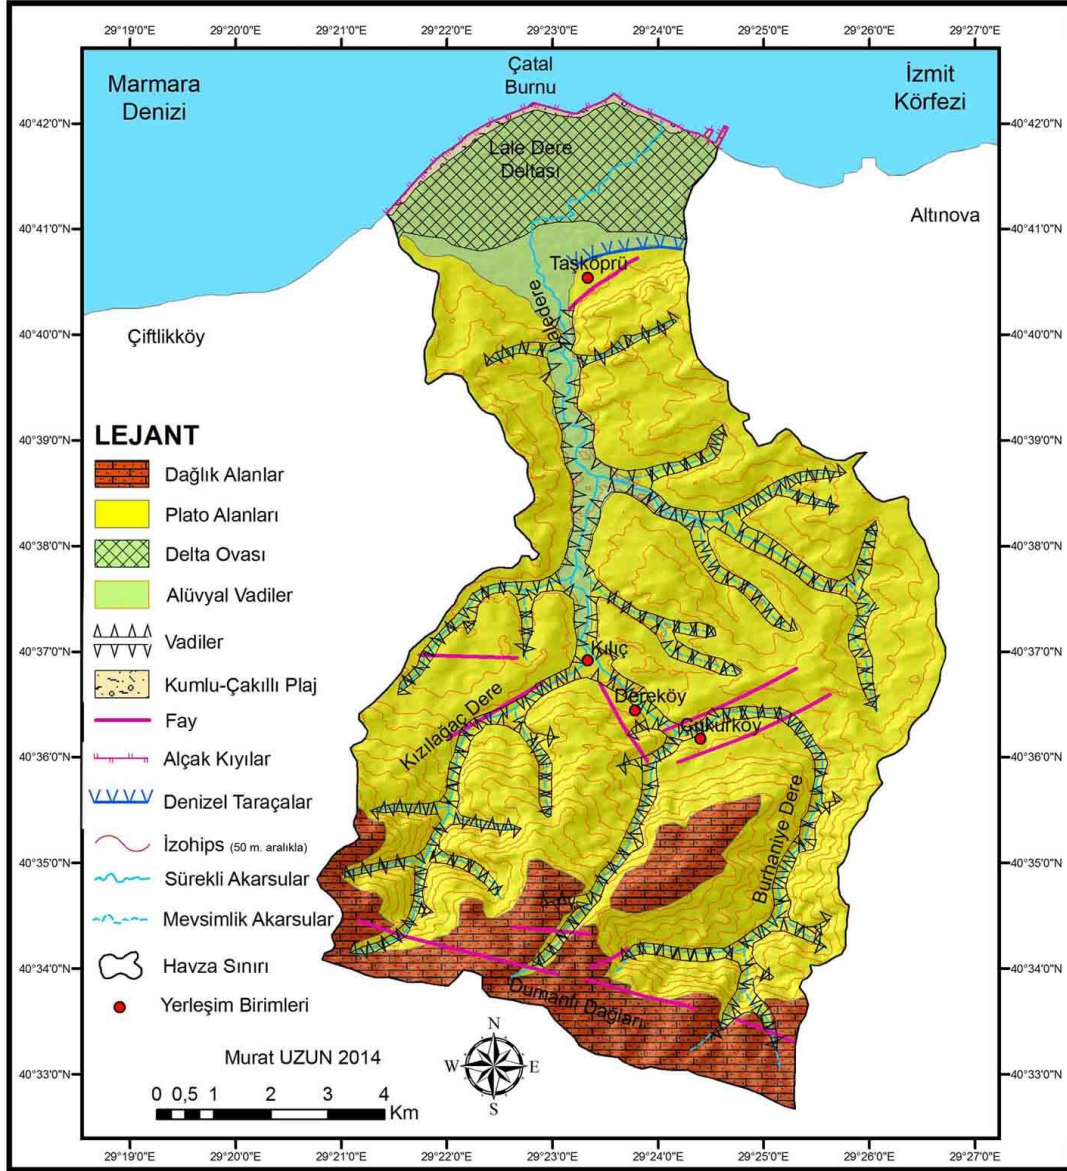 29°19'0"E 29°20'0"E 29°21'0"E 29°22'0"E 29°23'0"E 29°24'0"E 29°25'0"E 29°26'0"E 29°27'0"E
Marmara
Denizi
Çatal
Burnu
İzmit
Körfezi
40°42'0"N 40°42'0"N
Lale Dere
Deltası
Altınova
40°41'0"N 40°41'0"N
Taşköprü
Laledere
Çiftlikköy
40°40'0"N 40°40'0"N
40°39'0"N 40°39'0"N
40°38'0"N 40°38'0"N
40°37'0"N 40°37'0"N
Kılıç
Dereköy
Çukurköy
Kızılağaç Dere
40°36'0"N 40°36'0"N
Burhaniye Dere
40°35'0"N 40°35'0"N
40°34'0"N 40°34'0"N
Dumanlı Dağları
40°33'0"N 40°33'0"N
LEJANT
Dağlık Alanlar
Plato Alanları
Delta Ovası
Alüvyal Vadiler
Vadiler
Kumlu-Çakıllı Plaj
Fay
Alçak Kıyılar
Denizel Taraçalar
İzohips (50 m. aralıkla)
Sürekli Akarsular
Mevsimlik Akarsular
Havza Sınırı
Yerleşim Birimleri
Murat UZUN 2014
0 0,5 1 2 3 4
Km
N
W E
S
29°19'0"E 29°20'0"E 29°21'0"E 29°22'0"E 29°23'0"E 29°24'0"E 29°25'0"E 29°26'0"E 29°27'0"E